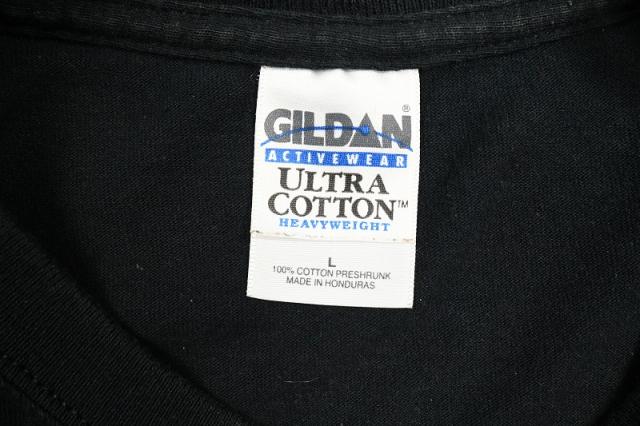 GILDAN®
ACTIVEWEAR
ULTRA
COTTON™
HEAVYWEIGHT
L
100% COTTON PRESHRUNK
MADE IN HONDURAS